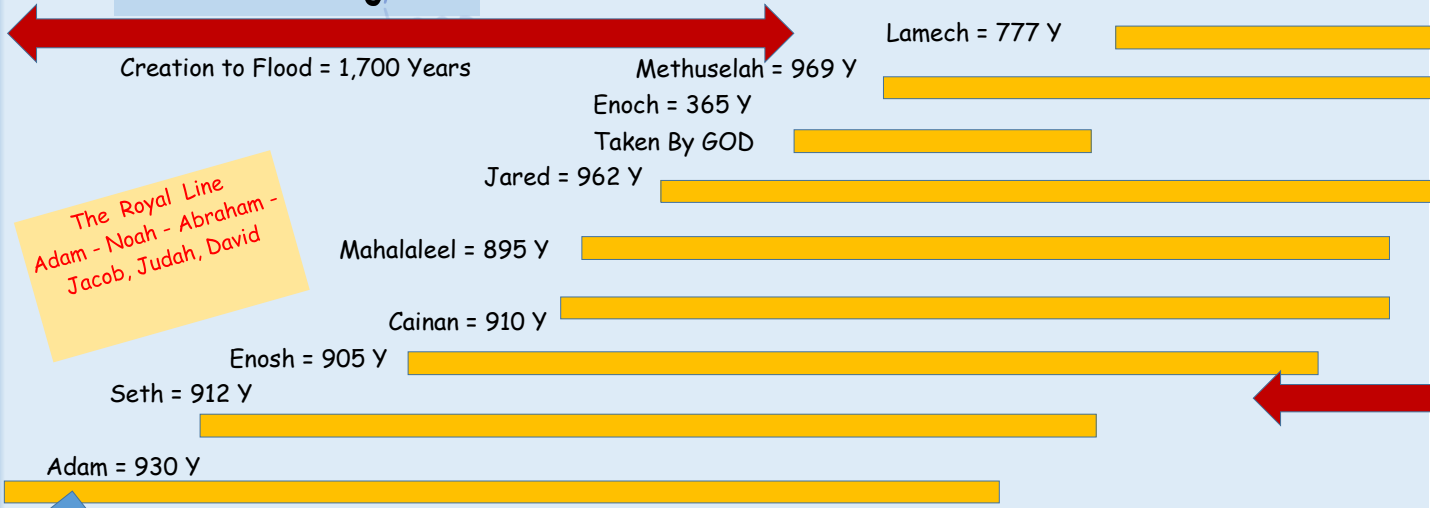 Lamech = 777 Y
Creation to Flood = 1,700 Years
Methuselah = 969 Y
Enoch = 365 Y
Taken By GOD
Jared = 962 Y
The Royal Line
Adam - Noah - Abraham -
Jacob, Judah, David
Mahalaleel = 895 Y
Cainan = 910 Y
Enosh = 905 Y
Seth = 912 Y
Adam = 930 Y